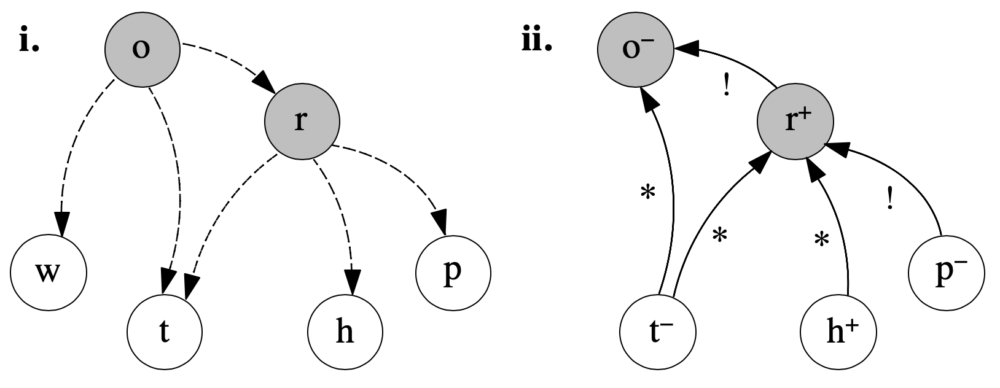 i.
o
r
w
t
h
p
ii.
o–
!
r+
*
*
*
!
p–
t–
h+